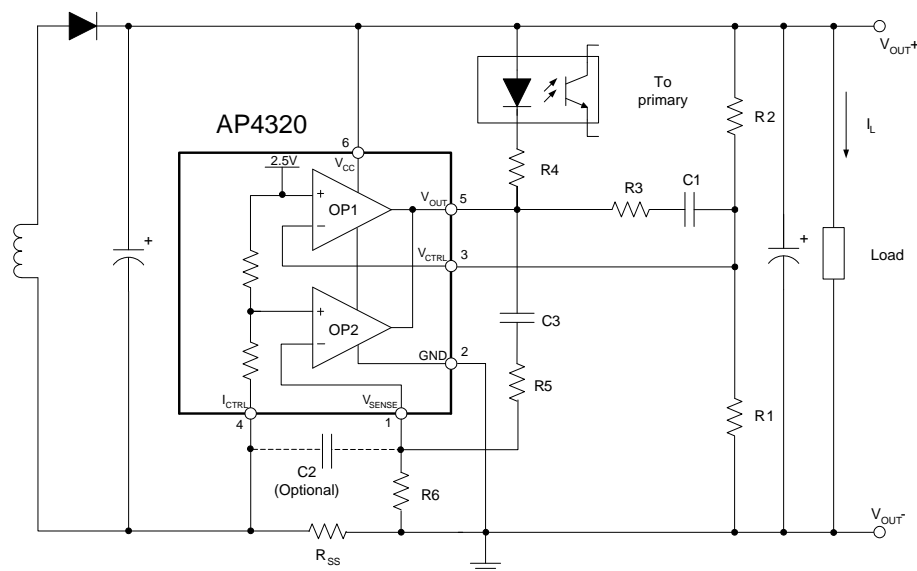 V_OUT+
To
primary
R2
I_L
AP4320
6
V_CC
2.5V
R4
+
OP1
−
V_OUT
5
R3
C1
V_CTRL
3
+
+
Load
+
OP2
−
C3
GND
2
R5
R1
I_CTRL
4
V_SENSE
1
C2
(Optional)
R6
V_OUT-
R_SS